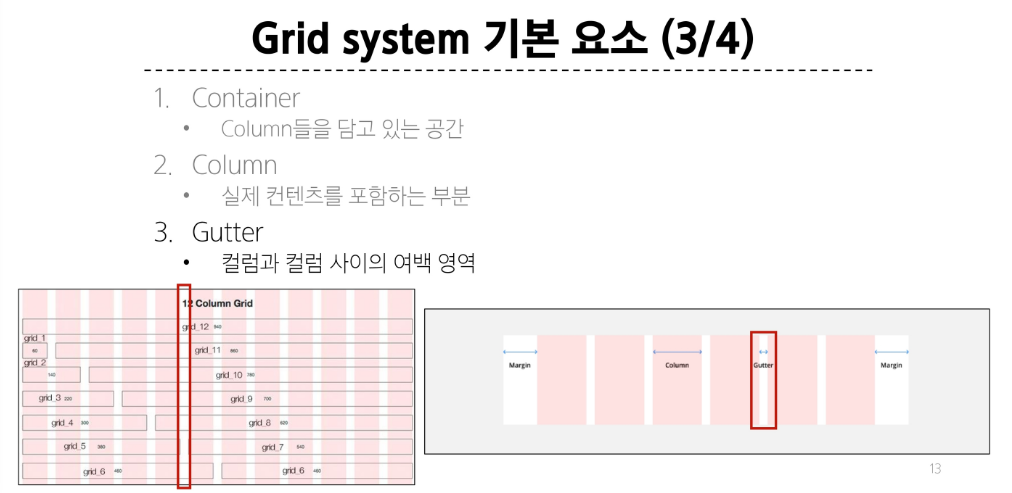 Grid system 기본 요소 (3/4)
1. Container
• Column들을 담고 있는 공간
2. Column
• 실제 컨텐츠를 포함하는 부분
3. Gutter
• 컬럼과 컬럼 사이의 여백 영역
12 Column Grid
grid_12 940
grid_1
60
grid_11 860
grid_2
140
grid_10 780
grid_3 220
grid_9 700
grid_4 300
grid_8 620
grid_5 380
grid_7 540
grid_6 460
grid_6 460
Margin
Column
Gutter
Margin
13